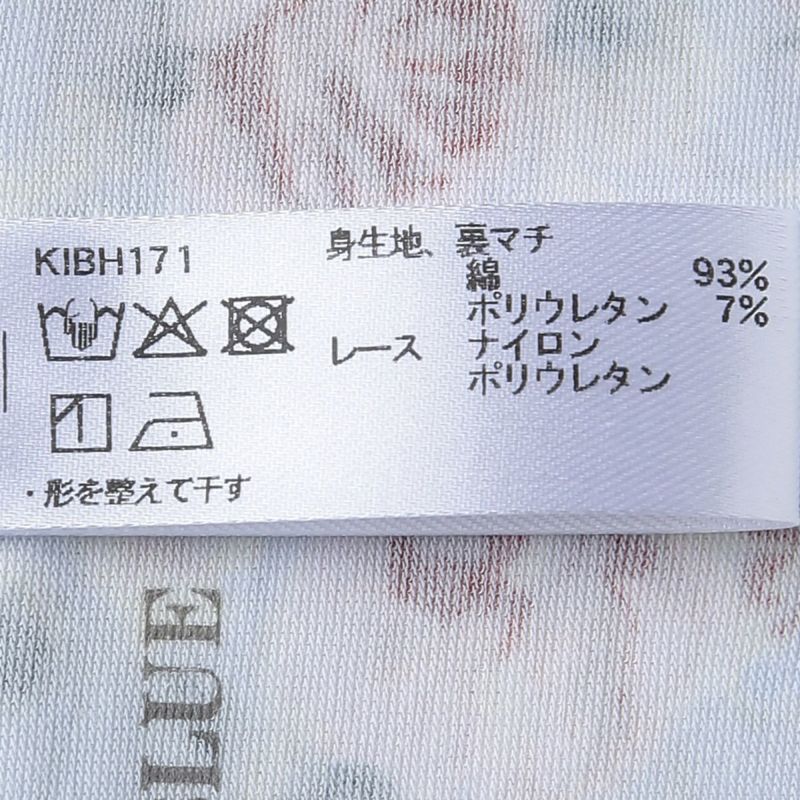 KIBH171
身生地、裏マチ
綿 93%
ポリウレタン 7%
レース ナイロン
ポリウレタン
・形を整えて干す
LUE